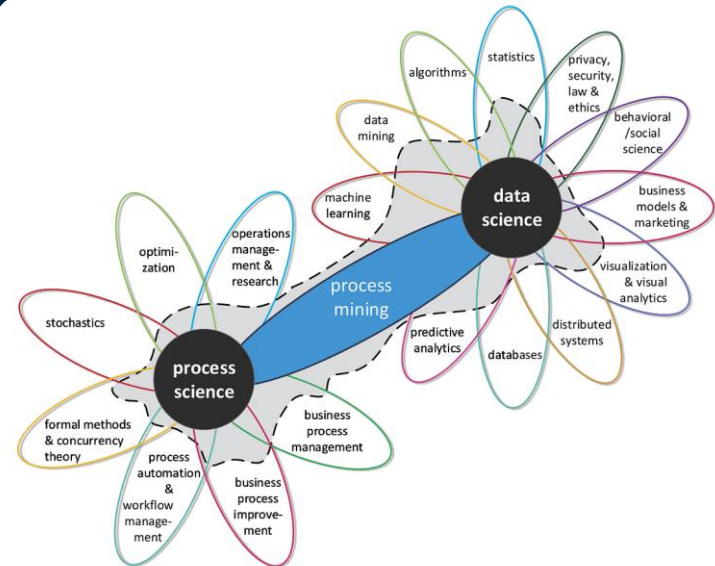 statistics
algorithms
privacy,
security,
law &
ethics
data
mining
behavioral
/social
science
machine
learning
data
science
business
models &
marketing
visualization
& visual
analytics
distributed
systems
databases
predictive
analytics
process
mining
operations
manage-
ment &
research
optimi-
zation
stochastics
process
science
formal methods
& concurrency
theory
process
automation
&
workflow
manage-
ment
business
process
improve-
ment
business
process
management